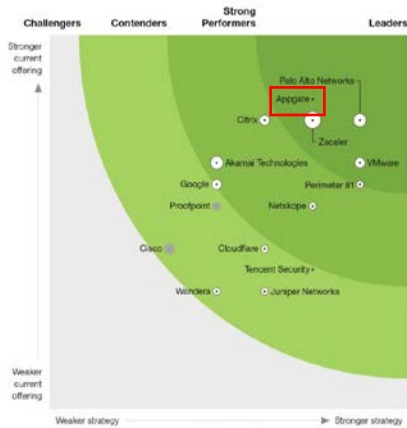 Challengers
Contenders
Strong
Performers
Leaders
Stronger
current
offering
Palo Alto Networks
Appgate
Citrix
Zscaler
Akamai Technologies
VMware
Google
Perimeter 81
Proofpoint
Netskope
Cisco
Cloudflare
Tencent Security
Wandera
Juniper Networks
Weaker
current
offering
Weaker strategy
Stronger strategy